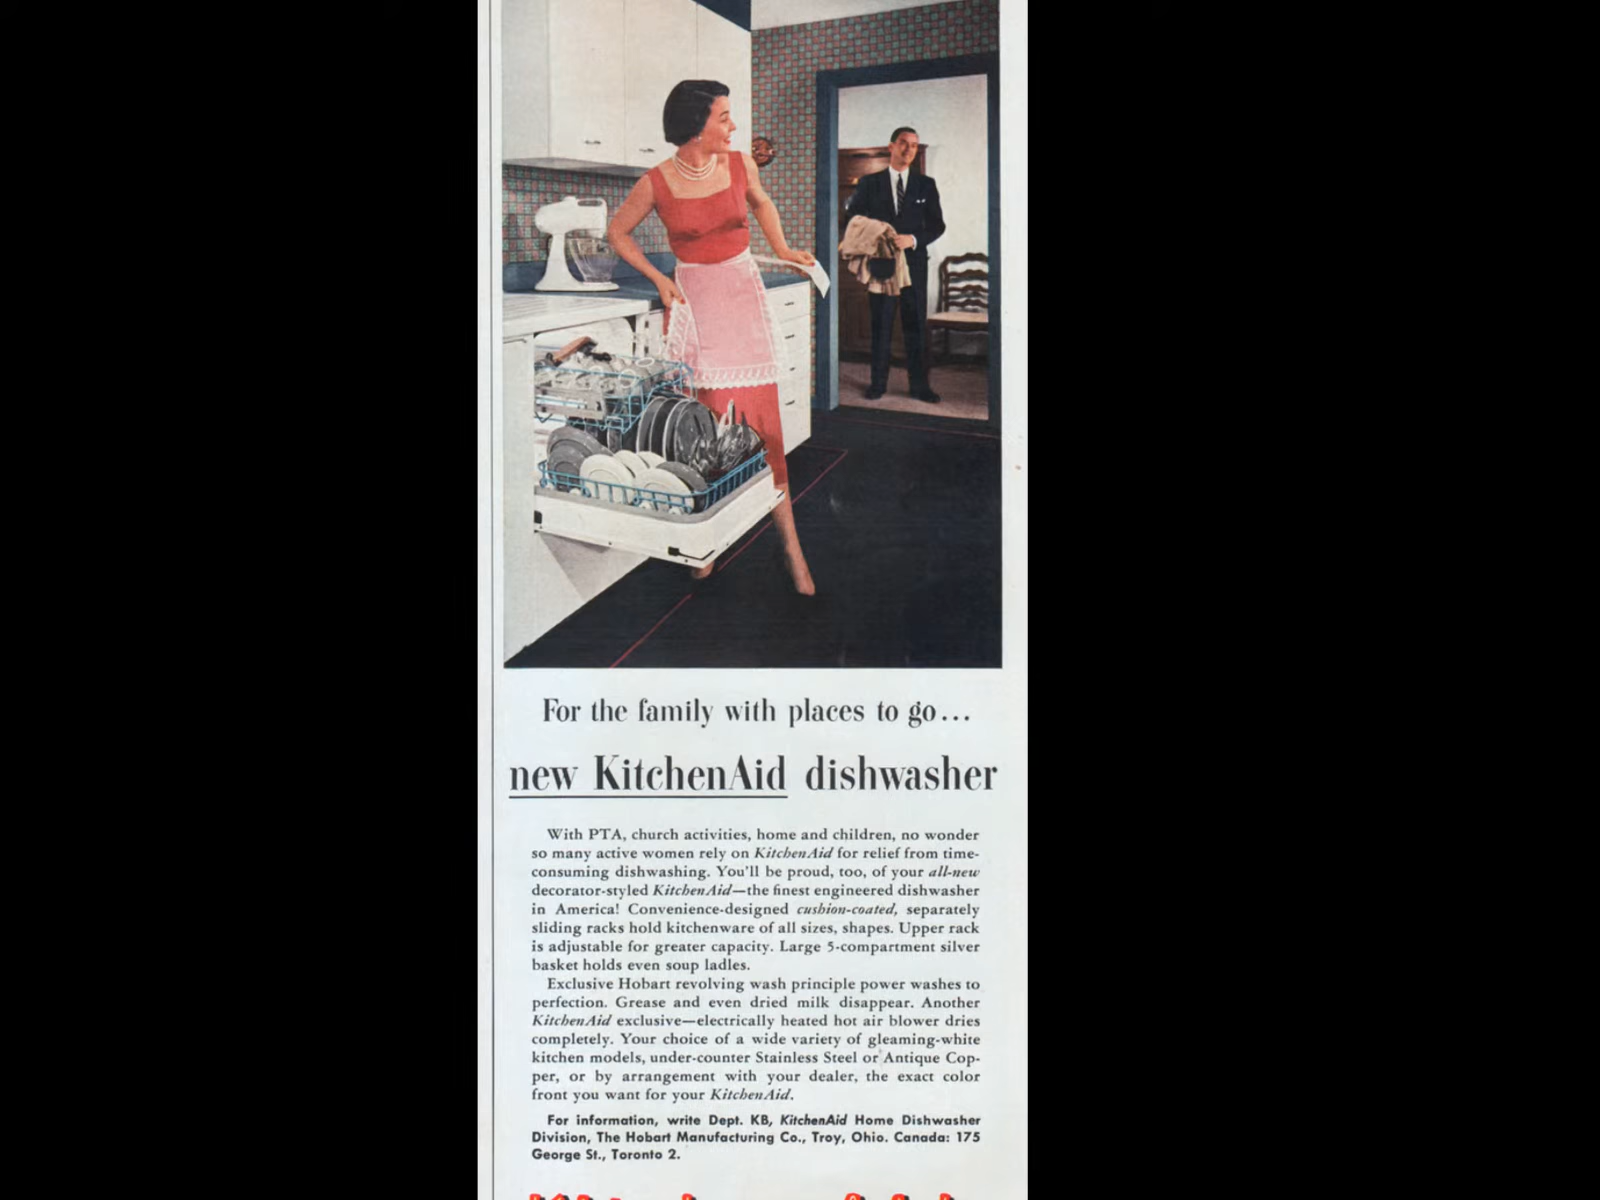 For the family with places to go...
new KitchenAid dishwasher
With PTA, church activities, home and children, no wonder
so many active women rely on KitchenAid for relief from time-
consuming dishwashing. You'll be proud, too, of your all-new
decorator-styled KitchenAid—the finest engineered dishwasher
in America! Convenience-designed cushion-coated, separately
sliding racks hold kitchenware of all sizes, shapes. Upper rack
is adjustable for greater capacity. Large 5-compartment silver
basket holds even soup ladles.
Exclusive Hobart revolving wash principle power washes to
perfection. Grease and even dried milk disappear. Another
KitchenAid exclusive—electrically heated hot air blower dries
completely. Your choice of a wide variety of gleaming-white
kitchen models, under-counter Stainless Steel or Antique Cop-
per, or by arrangement with your dealer, the exact color
front you want for your KitchenAid.
For information, write Dept. KB, KitchenAid Home Dishwasher
Division, The Hobart Manufacturing Co., Troy, Ohio. Canada: 175
George St., Toronto 2.